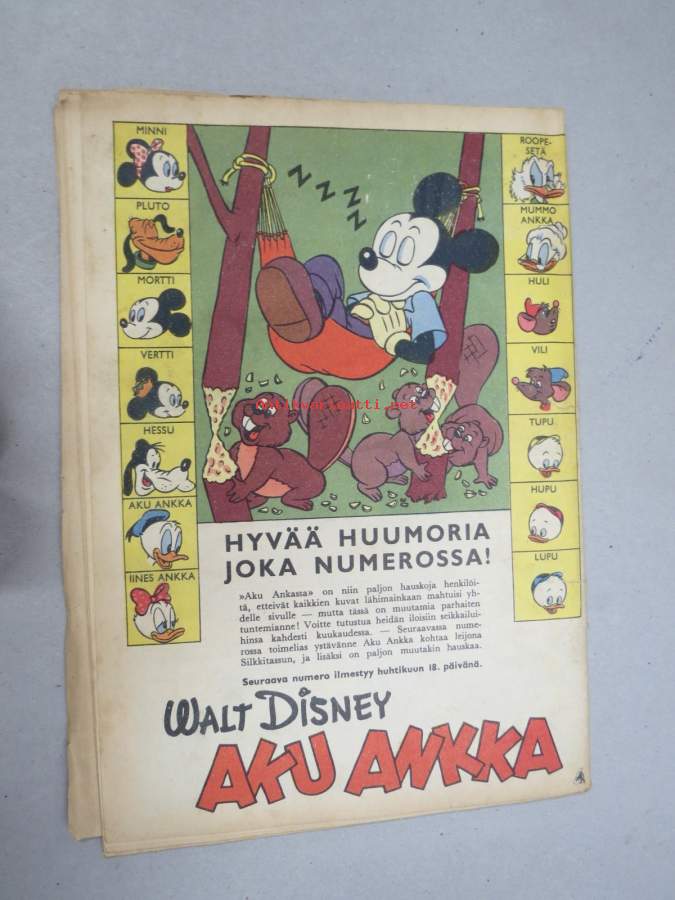 MINNI
PLUTO
MORTTI
VERTTI
HESSU
AKU ANKKA
IINES ANKKA
Z Z Z Z
ROOPE-
SETÄ
MUMMO
ANKKA
HULI
VILI
TUPU
HUPU
LUPU
Antikvariaatti.net
HYVÄÄ HUUMORIA
JOKA NUMEROSSA!
»Aku Ankassa» on niin paljon hauskoja henkilöi-
tä, etteivät kaikkien kuvat lähimainkaan mahtuisi yh-
delle sivulle — mutta tässä on muutamia parhaiten
tuntemianne! Voitte tutustua heidän iloisiin seikkailui-
hinsa kahdesti kuukaudessa. — Seuraavassa nume-
rossa toimelias ystävänne Aku Ankka kohtaa leijona
Silkkitassun, ja lisäksi on paljon muutakin hauskaa.
Seuraava numero ilmestyy huhtikuun 18. päivänä.
WALT DISNEY
AKU ANKKA